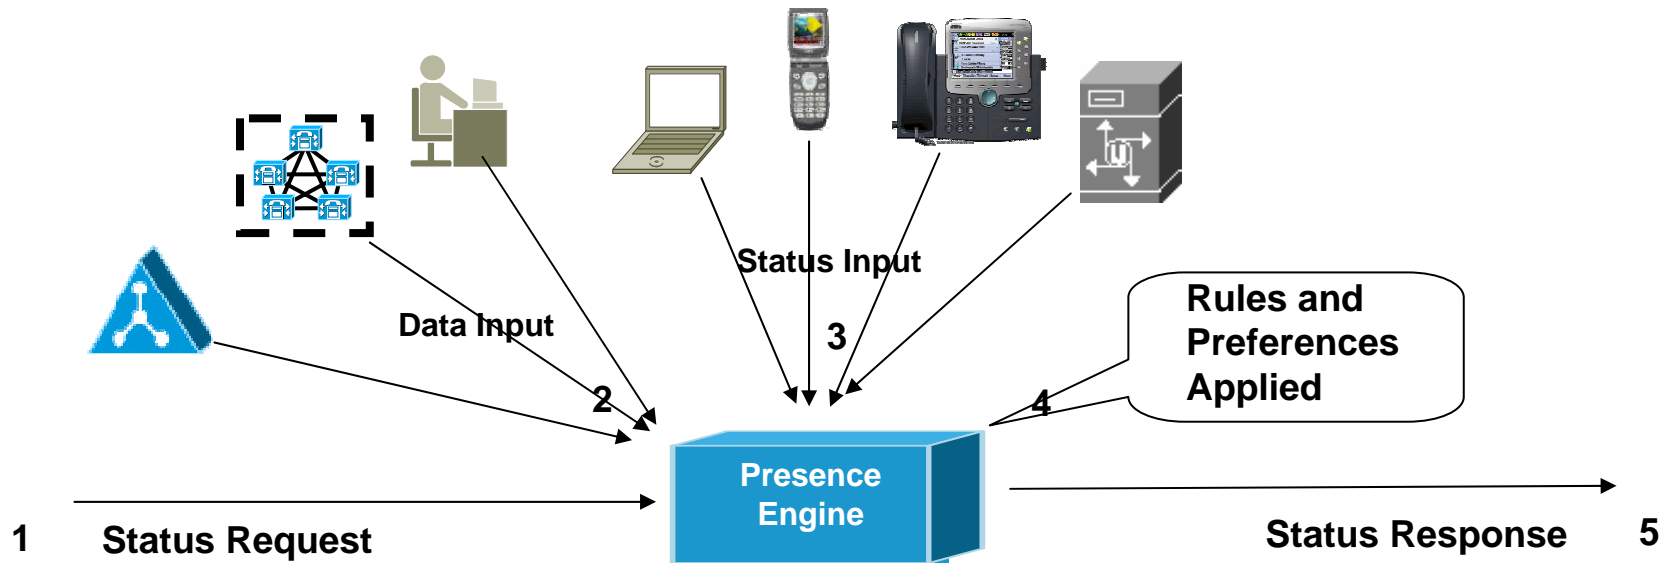 Status Input
Data Input
Rules and
Preferences
Applied
3
2
4
Presence
Engine
1
Status Request
Status Response
5